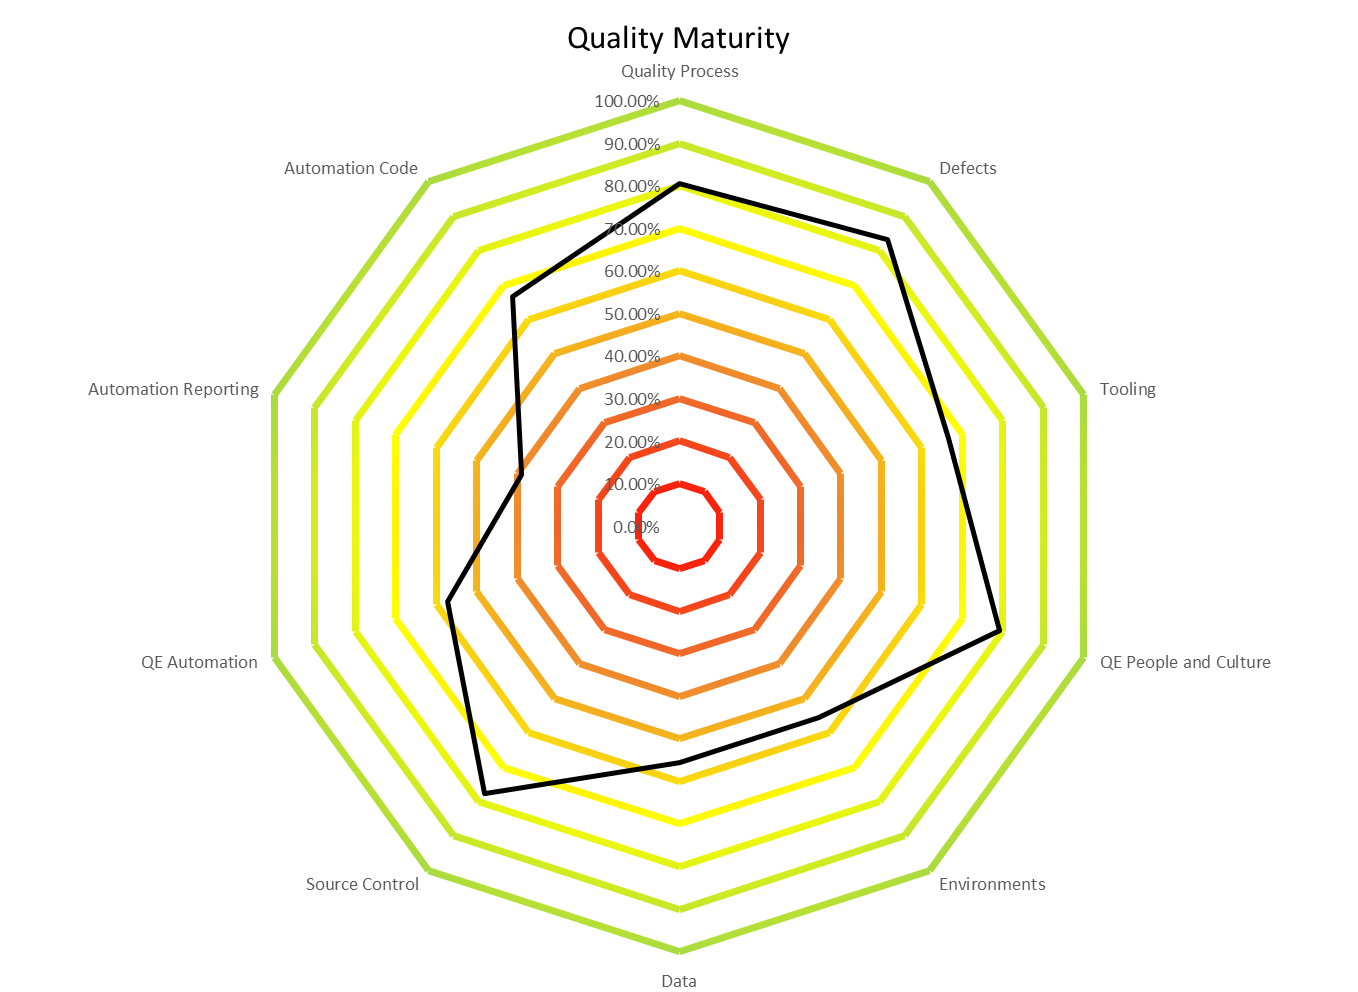 Quality Maturity
Quality Process
100.00%
90.00%
Automation Code
Defects
80.00%
70.00%
60.00%
50.00%
40.00%
Automation Reporting
Tooling
30.00%
20.00%
10.00%
0.00%
QE Automation
QE People and Culture
Source Control
Environments
Data